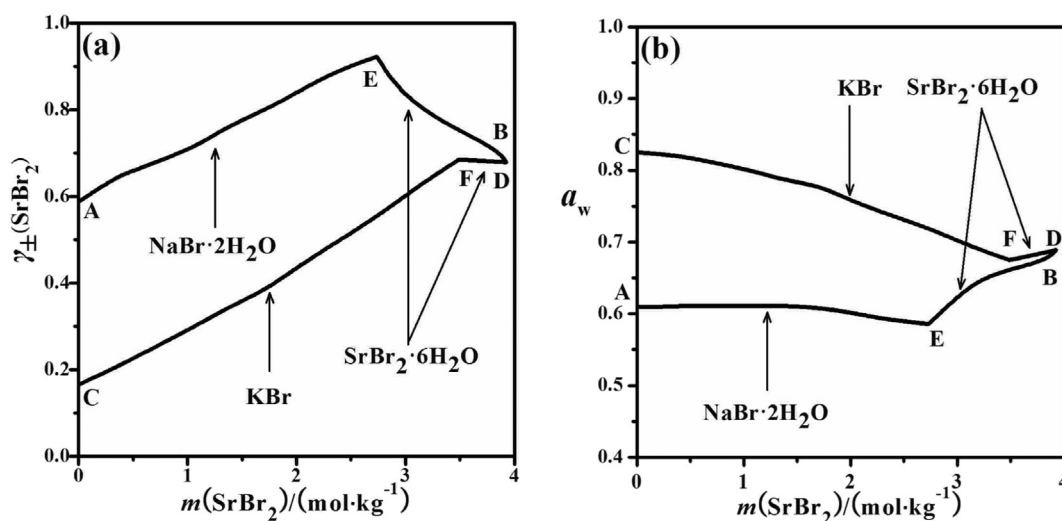 (a)
γ±(SrBr2)
1.0
0.8
0.6
0.4
0.2
0.0
0
1
2
3
4
A
E
B
F
D
C
NaBr·2H2O
SrBr2·6H2O
KBr
m(SrBr2)/(mol·kg-1)
(b)
aw
1.0
0.9
0.8
0.7
0.6
0.5
0.4
0
1
2
3
4
KBr
SrBr2·6H2O
C
F
D
B
A
E
NaBr·2H2O
m(SrBr2)/(mol·kg-1)